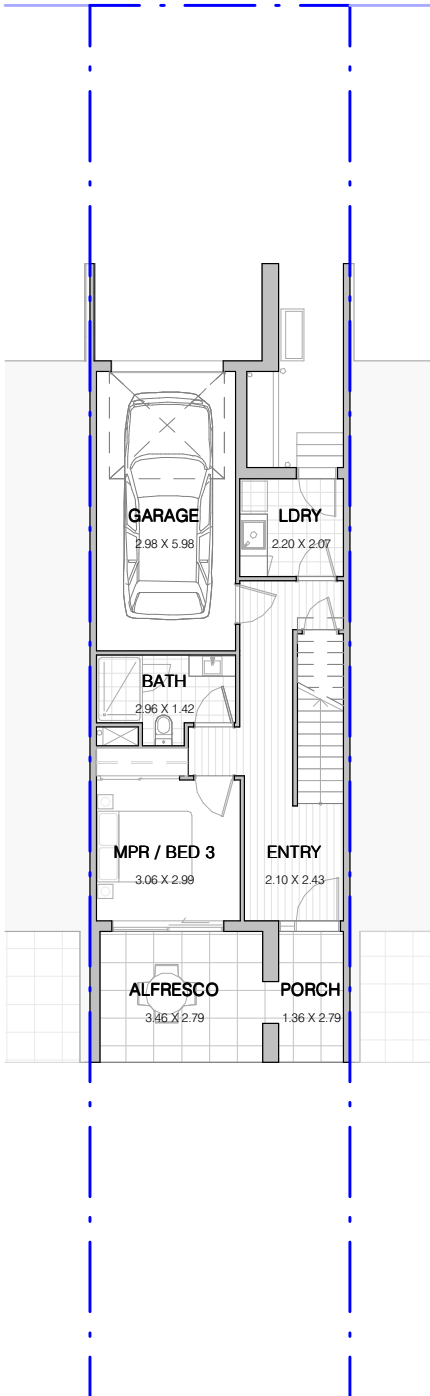 GARAGE
2.98 X 5.98
LDRY
2.20 X 2.07
BATH
2.96 X 1.42
MPR / BED 3
3.06 X 2.99
ENTRY
2.10 X 2.43
ALFRESCO
3.46 X 2.79
PORCH
1.36 X 2.79